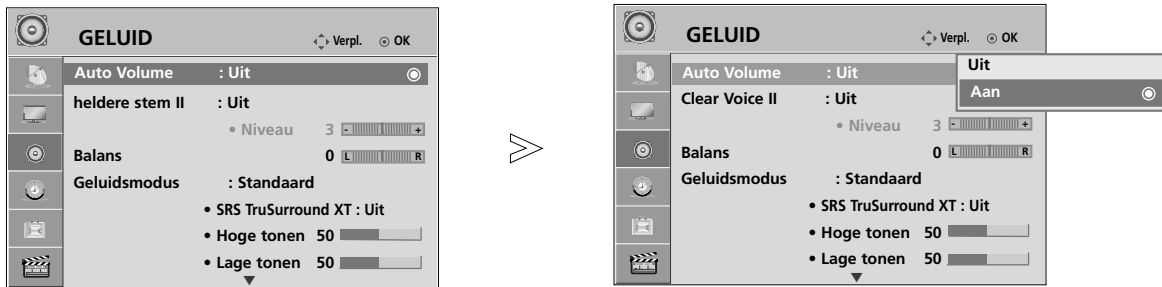 GELUID
Verpl. OK
Auto Volume : Uit
heldere stem II : Uit
• Niveau 3 - +
Balans 0 L R
Geluidsmodus : Standaard
• SRS TruSurround XT : Uit
• Hoge tonen 50
• Lage tonen 50
GELUID
Verpl. OK
Auto Volume : Uit
Uit
Aan
Clear Voice II : Uit
• Niveau 3 - +
Balans 0 L R
Geluidsmodus : Standaard
• SRS TruSurround XT : Uit
• Hoge tonen 50
• Lage tonen 50